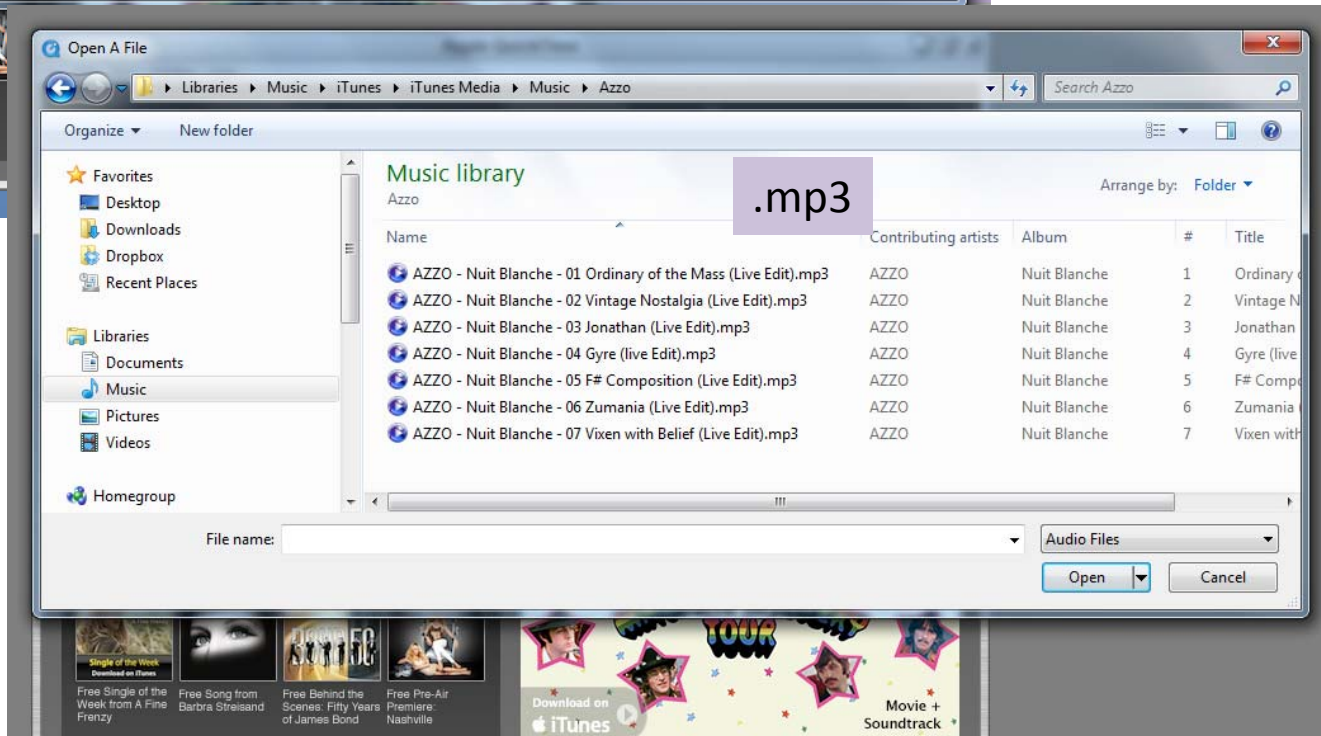 Open A File
Libraries ▸ Music ▸ iTunes ▸ iTunes Media ▸ Music ▸ Azzo
Search Azzo
Organize
New folder
Favorites
Desktop
Downloads
Dropbox
Recent Places
Libraries
Documents
Music
Pictures
Videos
Homegroup
Music library
Azzo
.mp3
Arrange by: Folder
Name Contributing artists Album # Title
AZZO - Nuit Blanche - 01 Ordinary of the Mass (Live Edit).mp3 AZZO Nuit Blanche 1 Ordinary
AZZO - Nuit Blanche - 02 Vintage Nostalgia (Live Edit).mp3 AZZO Nuit Blanche 2 Vintage N
AZZO - Nuit Blanche - 03 Jonathan (Live Edit).mp3 AZZO Nuit Blanche 3 Jonathan
AZZO - Nuit Blanche - 04 Gyre (live Edit).mp3 AZZO Nuit Blanche 4 Gyre (live
AZZO - Nuit Blanche - 05 F# Composition (Live Edit).mp3 AZZO Nuit Blanche 5 F# Comp
AZZO - Nuit Blanche - 06 Zumania (Live Edit).mp3 AZZO Nuit Blanche 6 Zumania
AZZO - Nuit Blanche - 07 Vixen with Belief (Live Edit).mp3 AZZO Nuit Blanche 7 Vixen with
File name:
Audio Files
Open
Cancel
Single of the Week
Download on iTunes
Free Single of the
Week from A Fine
Frenzy
Free Song from
Barbra Streisand
Free Behind the
Scenes: Fifty Years
of James Bond
Free Pre-Air
Premiere:
Nashville
TOUR
Download on
iTunes
Movie +
Soundtrack